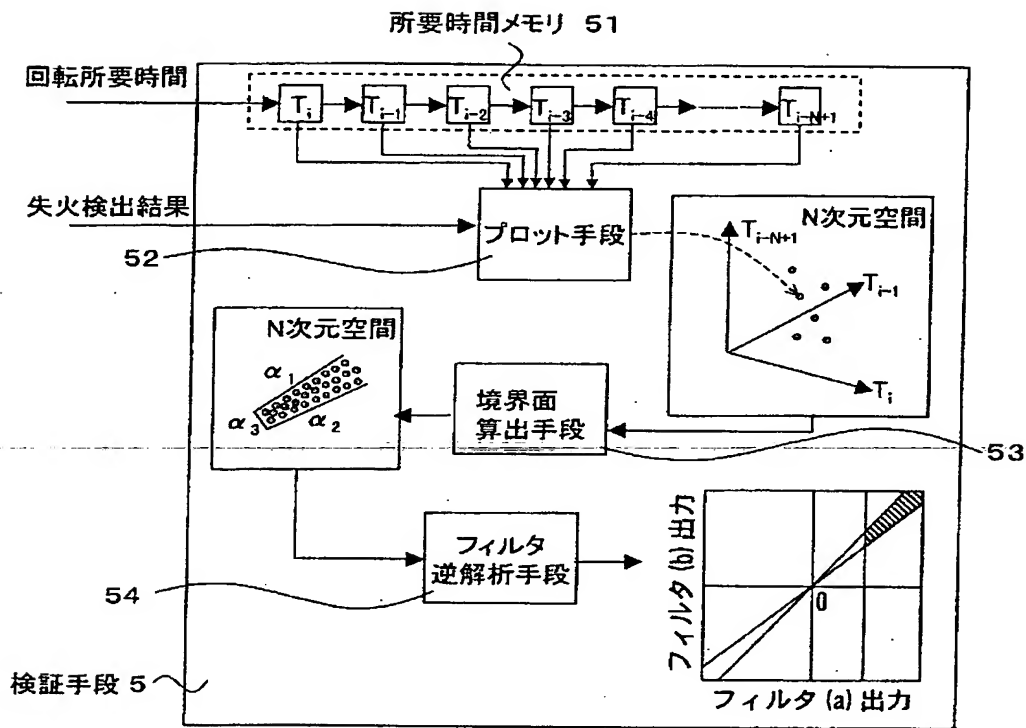 所要時間メモリ 51
回転所要時間
T_i T_{i-1} T_{i-2} T_{i-3} T_{i-4} T_{i-N+1}
失火検出結果
プロット手段
52
N次元空間
T_{i-N+1}
T_{i-1}
T_i
N次元空間
α_1
α_2
α_3
境界面
算出手段
53
フィルタ
逆解析手段
54
フィルタ(b)出力
0
フィルタ(a)出力
検証手段 5